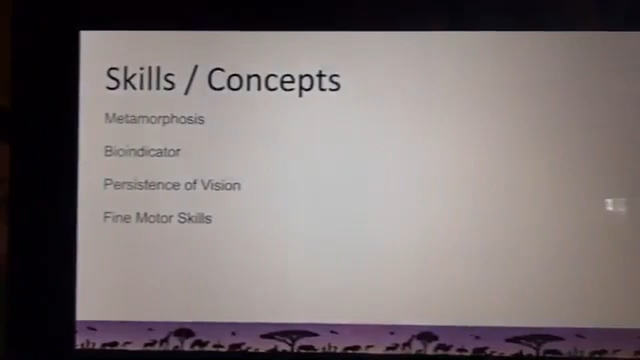 Skills / Concepts
Metamorphosis
Bioindicator
Persistence of Vision
Fine Motor Skills